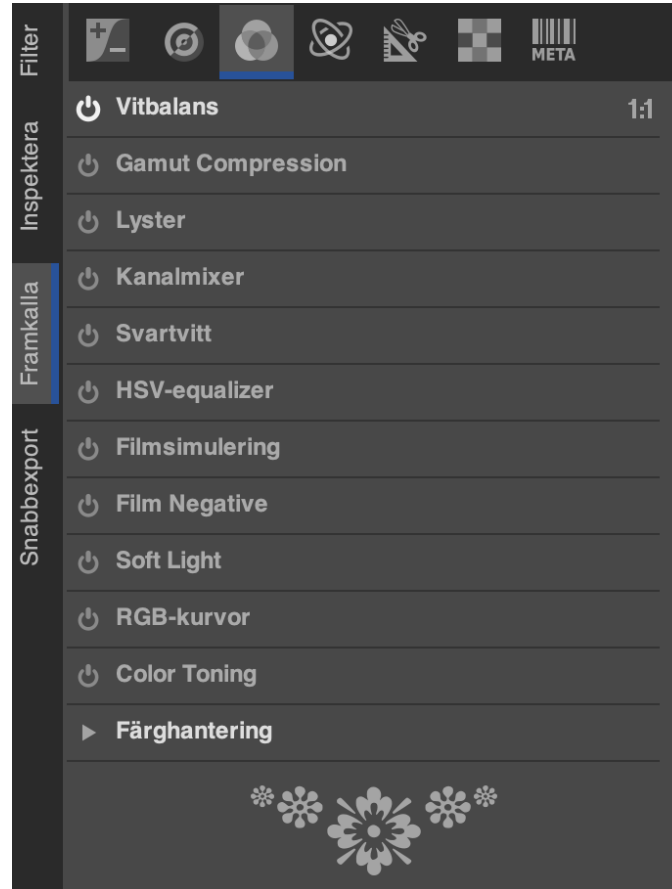 Filter
Inspektera
Framkalla
Snabbexport
META
Vitbalans
1:1
Gamut Compression
Lyster
Kanalmixer
Svartvitt
HSV-equalizer
Filmsimulering
Film Negative
Soft Light
RGB-kurvor
Color Toning
Färghantering